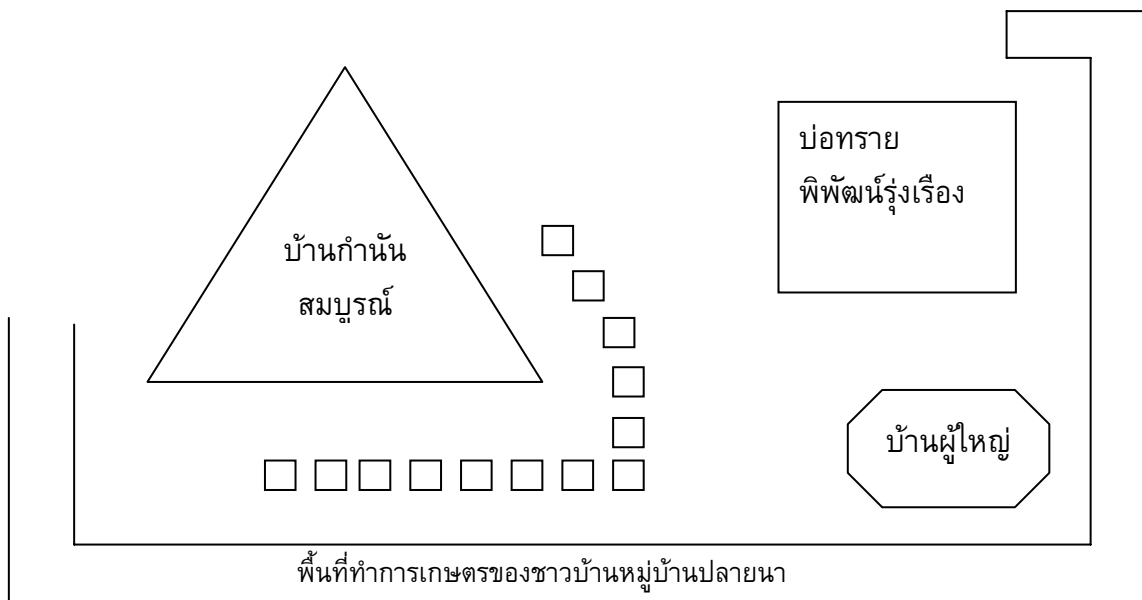 บ่อทราย
พิพัฒน์รุ่งเรือง
บ้านกำนัน
สมบูรณ์
บ้านผู้ใหญ่
พื้นที่ทำการเกษตรของชาวบ้านหมู่บ้านปลายนา